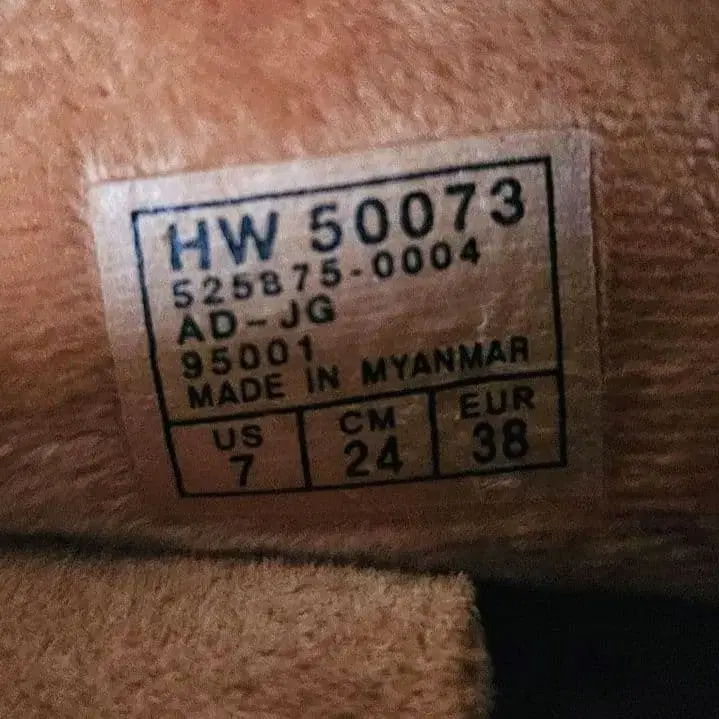 HW 50073
525875-0004
AD-JG
95001
MADE IN MYANMAR
US CM EUR
7 24 38